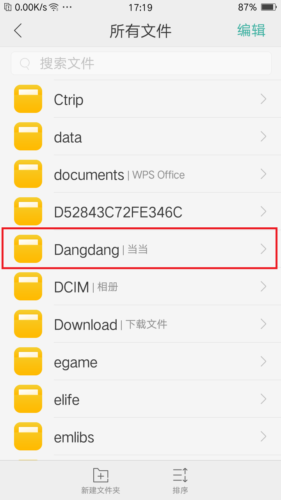 0.00K/s ... 17:19 87%
所有文件 编辑
搜索文件
Ctrip
data
documents | WPS Office
D52843C72FE346C
Dangdang | 当当
DCIM | 相册
Download | 下载文件
egame
elife
emlibs
新建文件夹 排序